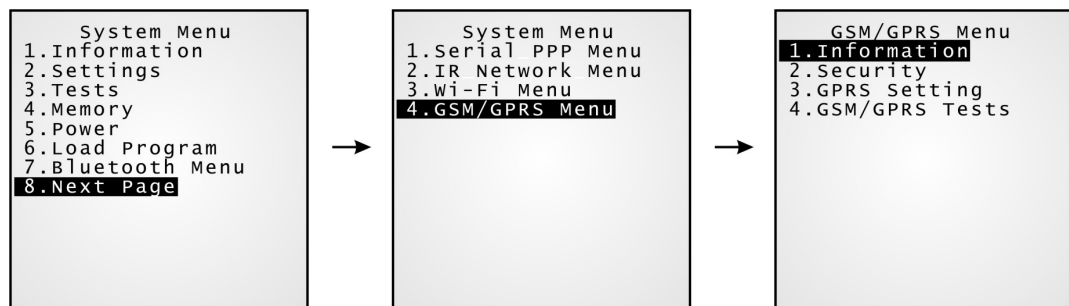 System Menu
1.Information
2.Settings
3.Tests
4.Memory
5.Power
6.Load Program
7.Bluetooth Menu
8.Next Page
System Menu
1.Serial PPP Menu
2.IR Network Menu
3.Wi-Fi Menu
4.GSM/GPRS Menu
GSM/GPRS Menu
1.Information
2.Security
3.GPRS Setting
4.GSM/GPRS Tests